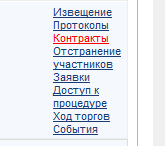 Извещение
Протоколы
Контракты
Отстранение
участников
Заявки
Доступ к
процедуре
Ход торгов
События